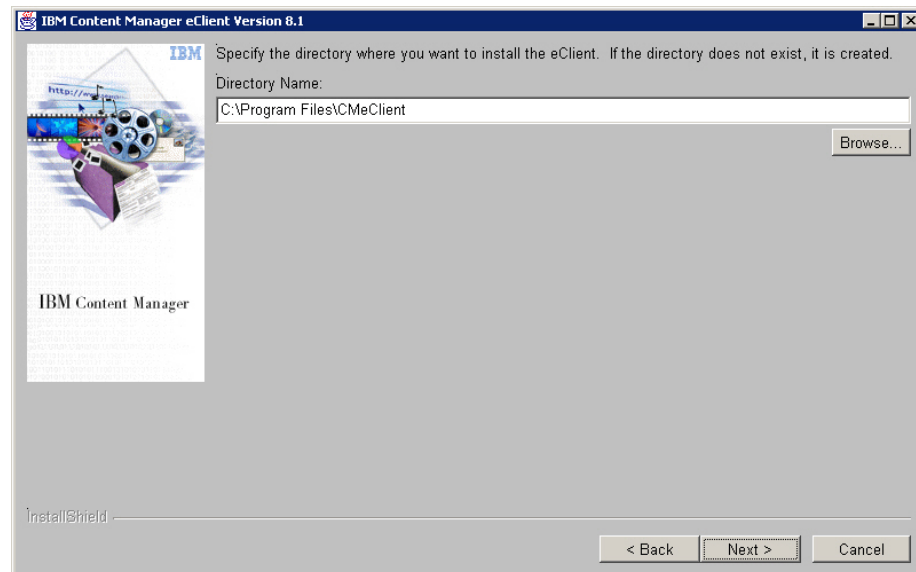 IBM Content Manager eClient Version 8.1
IBM
Specify the directory where you want to install the eClient. If the directory does not exist, it is created.
http://www.
Directory Name:
C:\Program Files\CMeClient
Browse...
IBM Content Manager
InstallShield
< Back
Next >
Cancel